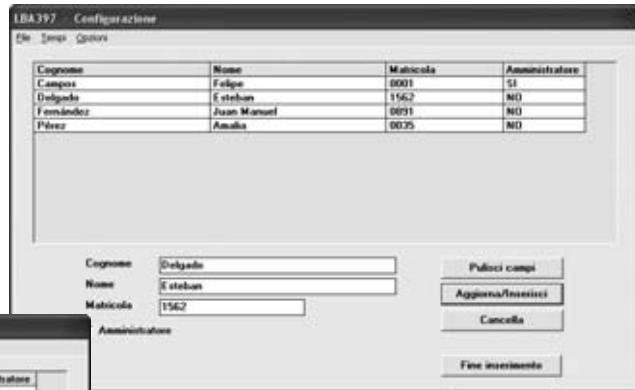 LBA397 - Configurazione
File Tempi Opzioni
Cognome Nome Matricola Amministratore
Campos Felipe 0001 SI
Delgado Esteban 1562 NO
Fernández Juan Manuel 0091 NO
Pérez Amalia 0035 NO
Cognome Delgado
Nome Esteban
Matricola 1562
Amministratore
Pulisci campi
Aggiorna/Inserisci
Cancella
Fine inserimento